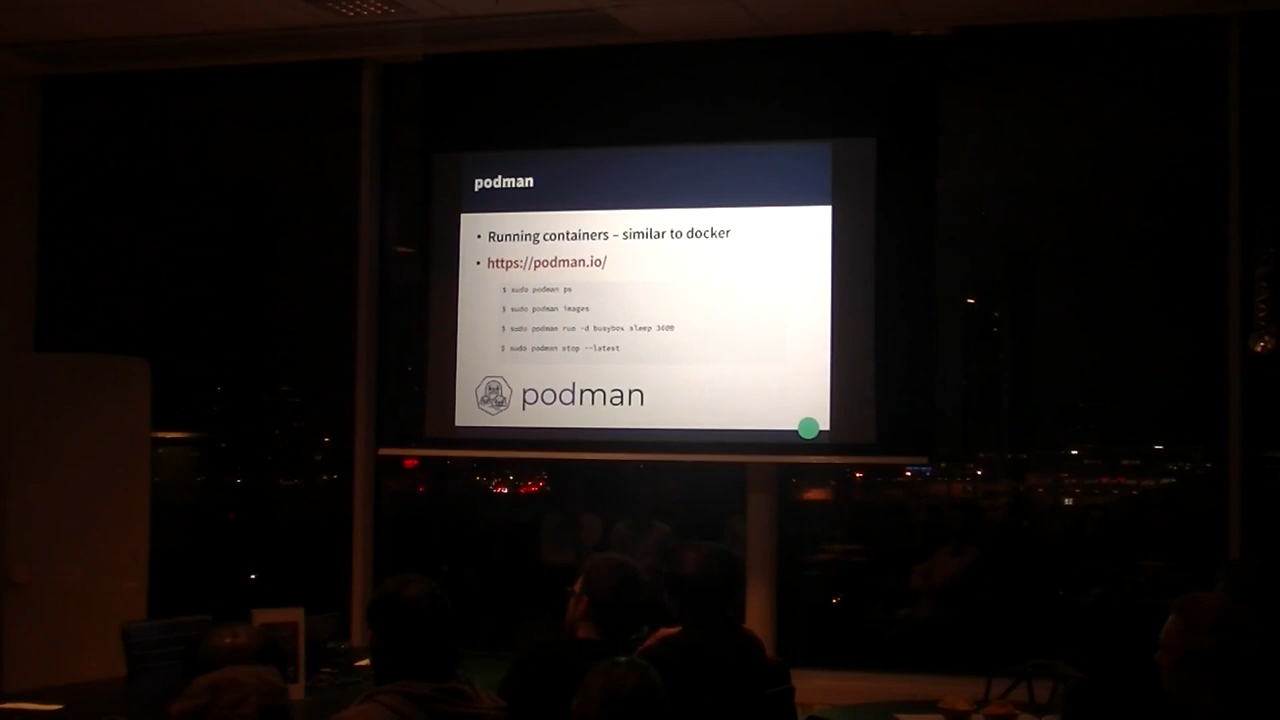 podman
• Running containers – similar to docker
• https://podman.io/
$ sudo podman ps
$ sudo podman images
$ sudo podman run -d busybox sleep 3600
$ sudo podman stop --latest
podman